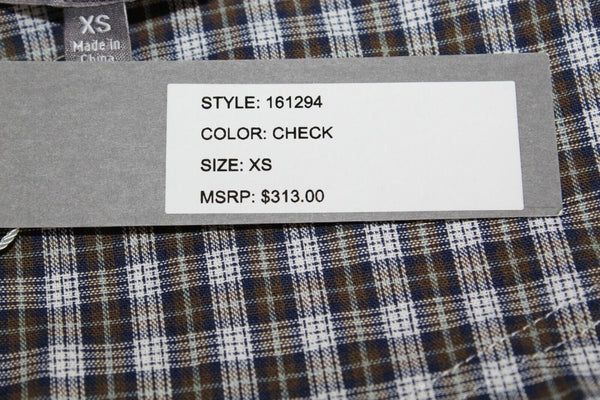 XS
Made in
China
STYLE: 161294
COLOR: CHECK
SIZE: XS
MSRP: $313.00